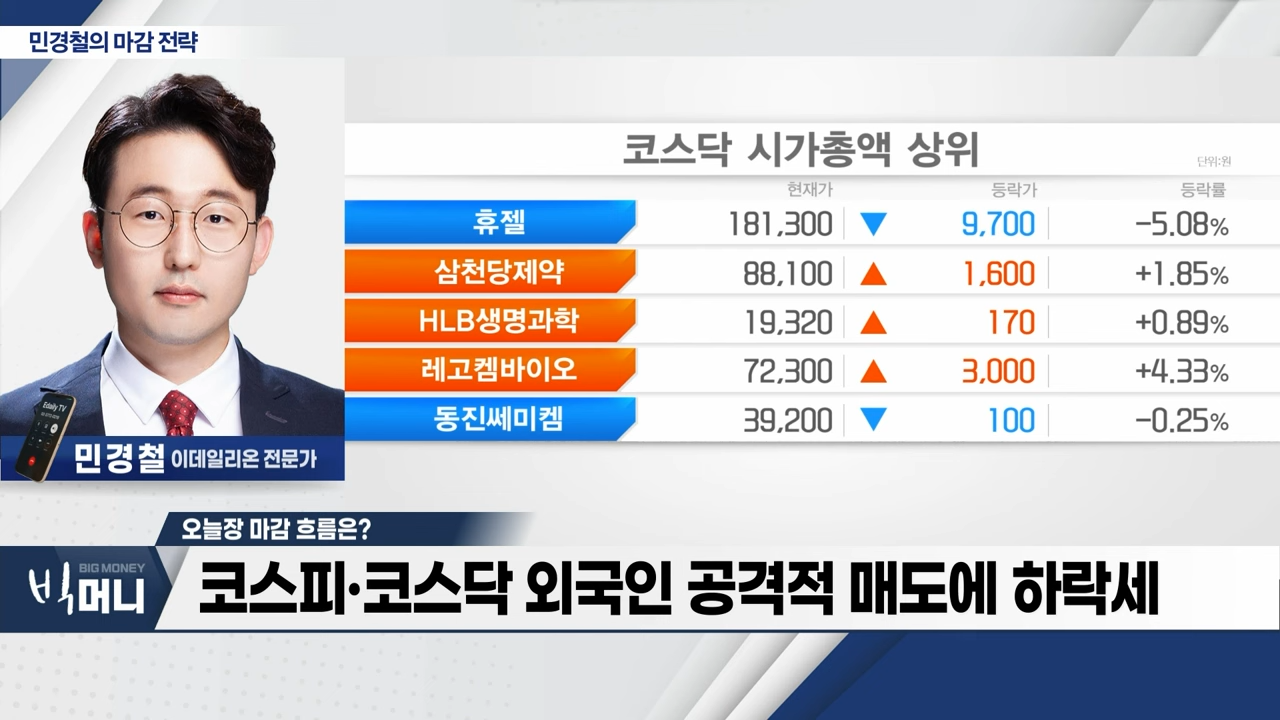 민경철의 마감 전략
코스닥 시가총액 상위
단위:원
현재가 등락가 등락률
휴젤 181,300 ▼ 9,700 -5.08%
삼천당제약 88,100 ▲ 1,600 +1.85%
HLB생명과학 19,320 ▲ 170 +0.89%
레고켐바이오 72,300 ▲ 3,000 +4.33%
동진쎄미켐 39,200 ▼ 100 -0.25%
Edaily TV
민경철 이데일리온 전문가
오늘장 마감 흐름은?
BIG MONEY
빅머니
코스피·코스닥 외국인 공격적 매도에 하락세